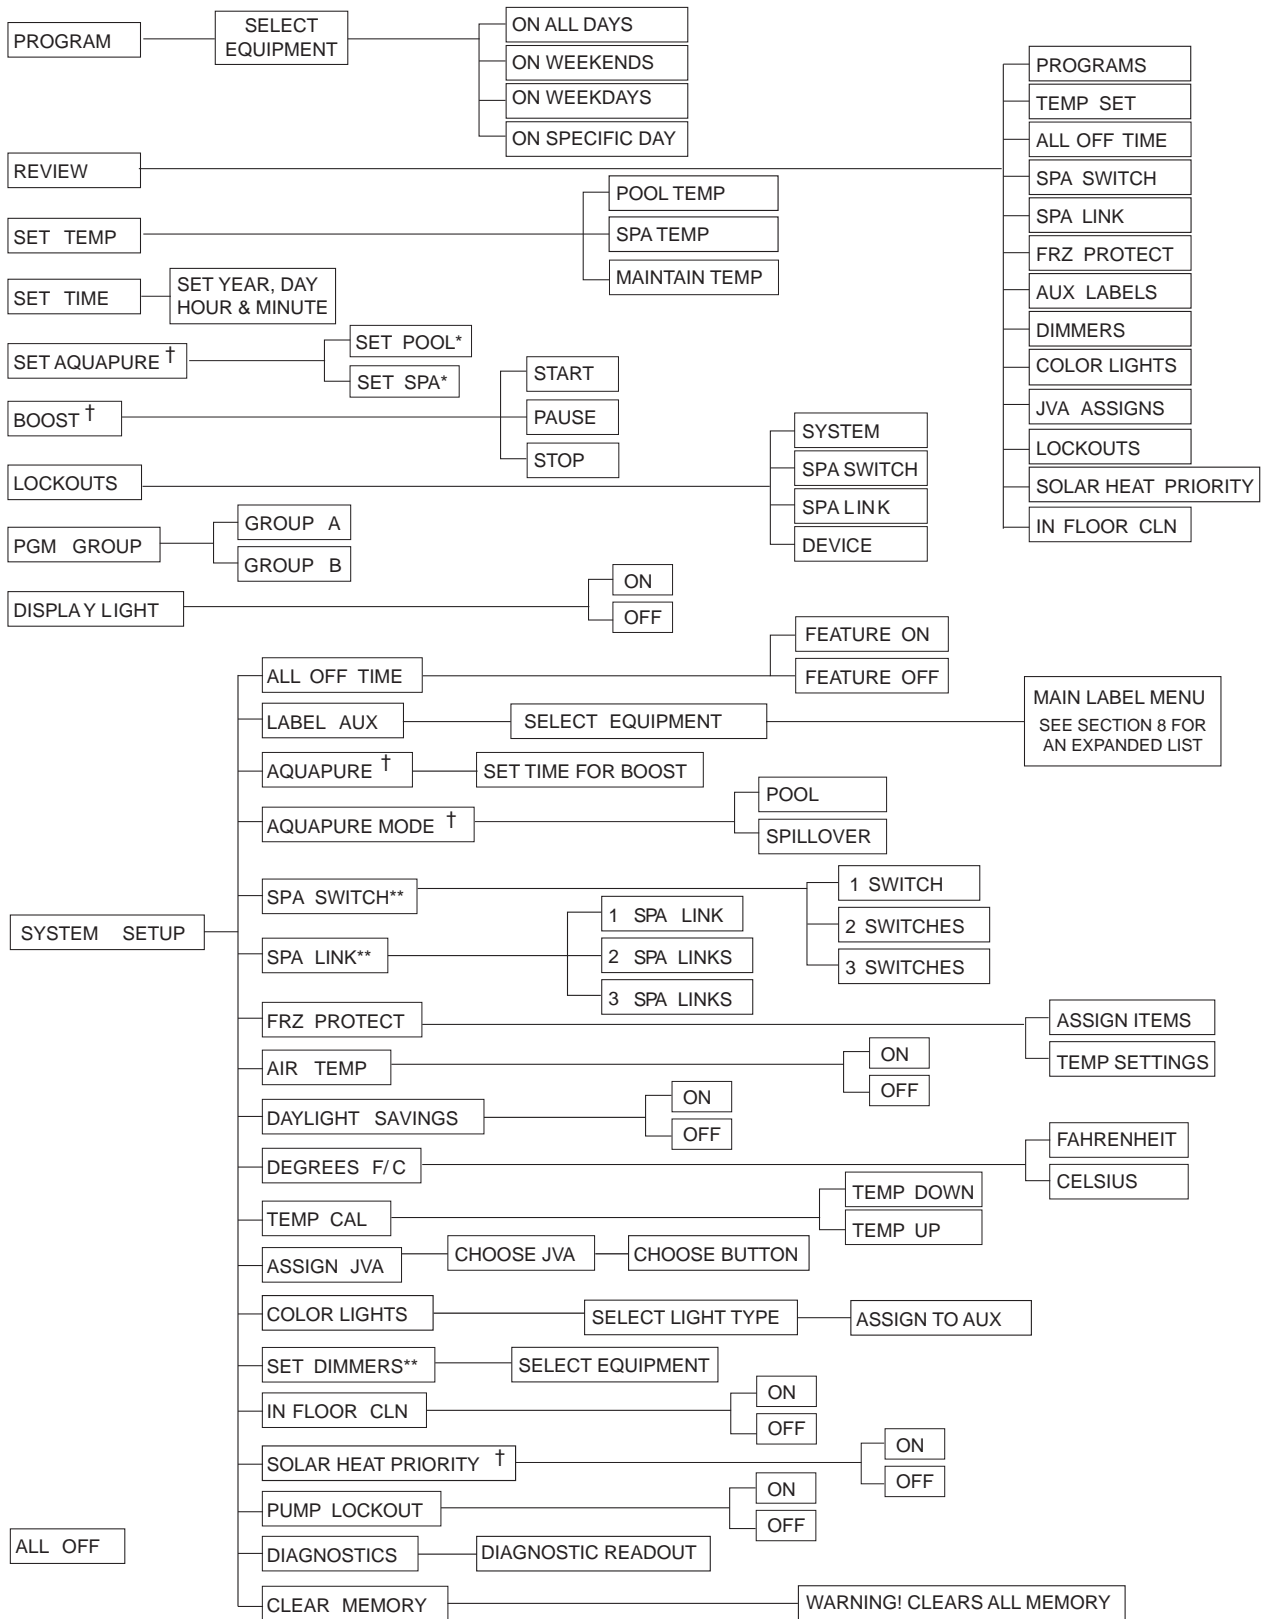 PROGRAM
SELECT
EQUIPMENT
ON ALL DAYS
ON WEEKENDS
ON WEEKDAYS
ON SPECIFIC DAY
REVIEW
PROGRAMS
TEMP SET
ALL OFF TIME
SPA SWITCH
SPA LINK
FRZ PROTECT
AUX LABELS
DIMMERS
COLOR LIGHTS
JVA ASSIGNS
LOCKOUTS
SOLAR HEAT PRIORITY
IN FLOOR CLN
SET TEMP
POOL TEMP
SPA TEMP
MAINTAIN TEMP
SET TIME
SET YEAR, DAY
HOUR & MINUTE
SET AQUAPURE †
SET POOL*
SET SPA*
BOOST †
START
PAUSE
STOP
LOCKOUTS
SYSTEM
SPA SWITCH
SPA LINK
DEVICE
PGM GROUP
GROUP A
GROUP B
DISPLAY LIGHT
ON
OFF
SYSTEM SETUP
ALL OFF TIME
FEATURE ON
FEATURE OFF
LABEL AUX
SELECT EQUIPMENT
MAIN LABEL MENU
SEE SECTION 8 FOR
AN EXPANDED LIST
AQUAPURE †
SET TIME FOR BOOST
AQUAPURE MODE †
POOL
SPILLOVER
SPA SWITCH**
1 SWITCH
2 SWITCHES
3 SWITCHES
SPA LINK**
1 SPA LINK
2 SPA LINKS
3 SPA LINKS
FRZ PROTECT
ASSIGN ITEMS
TEMP SETTINGS
AIR TEMP
ON
OFF
DAYLIGHT SAVINGS
ON
OFF
DEGREES F/C
FAHRENHEIT
CELSIUS
TEMP CAL
TEMP DOWN
TEMP UP
ASSIGN JVA
CHOOSE JVA
CHOOSE BUTTON
COLOR LIGHTS
SELECT LIGHT TYPE
ASSIGN TO AUX
SET DIMMERS**
SELECT EQUIPMENT
IN FLOOR CLN
ON
OFF
SOLAR HEAT PRIORITY †
ON
OFF
PUMP LOCKOUT
ON
OFF
DIAGNOSTICS
DIAGNOSTIC READOUT
CLEAR MEMORY
WARNING! CLEARS ALL MEMORY
ALL OFF